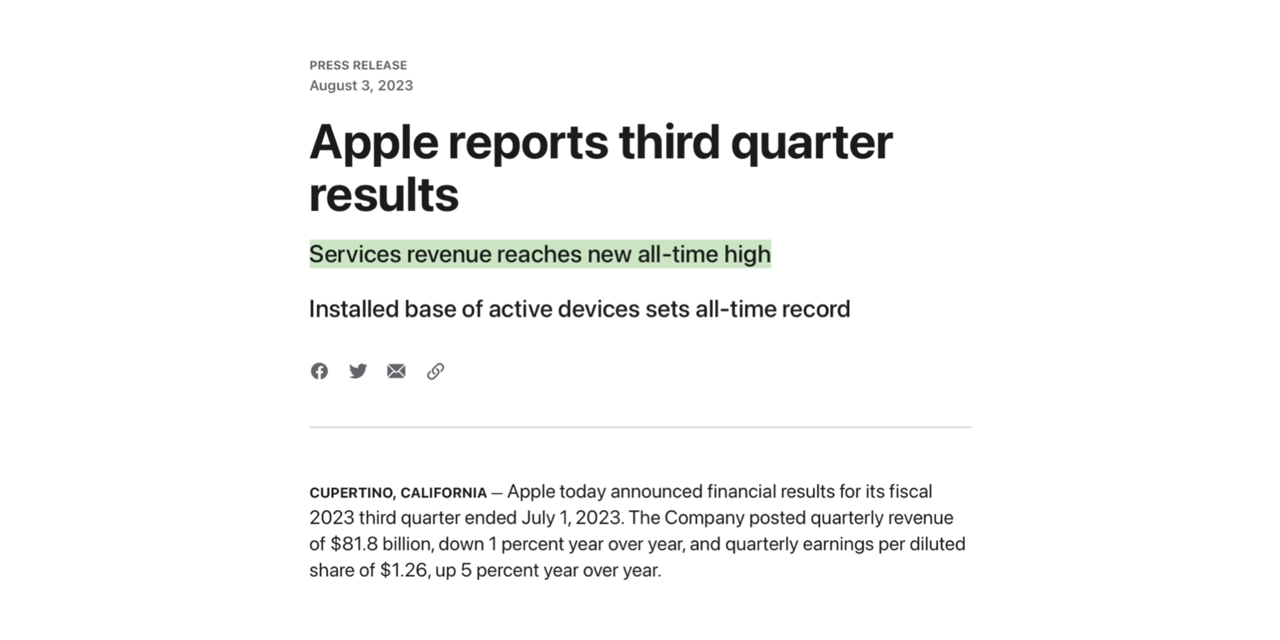 PRESS RELEASE
August 3, 2023
Apple reports third quarter
results
Services revenue reaches new all-time high
Installed base of active devices sets all-time record
CUPERTINO, CALIFORNIA — Apple today announced financial results for its fiscal
2023 third quarter ended July 1, 2023. The Company posted quarterly revenue
of $81.8 billion, down 1 percent year over year, and quarterly earnings per diluted
share of $1.26, up 5 percent year over year.